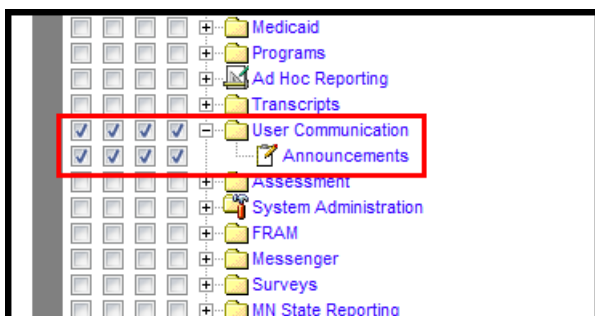 Medicaid
Programs
Ad Hoc Reporting
Transcripts
User Communication
Announcements
Assessment
System Administration
FRAM
Messenger
Surveys
MN State Reporting